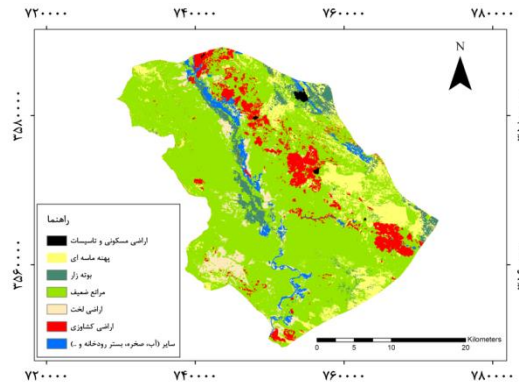 ۷۲۰۰۰۰ ۷۴۰۰۰۰ ۷۶۰۰۰۰ ۷۸۰۰۰۰
N
۳۵۸۰۰۰۰
۳۵۶۰۰۰۰
راهنما
اراضی مسکونی و تاسیسات
پهنه ماسه ای
بوته زار
مراتع ضعیف
اراضی لخت
اراضی کشاورزی
سایر (آب، صخره، بستر رودخانه و ..)
Kilometers
0 5 10 20
۷۲۰۰۰۰ ۷۴۰۰۰۰ ۷۶۰۰۰۰ ۷۸۰۰۰۰